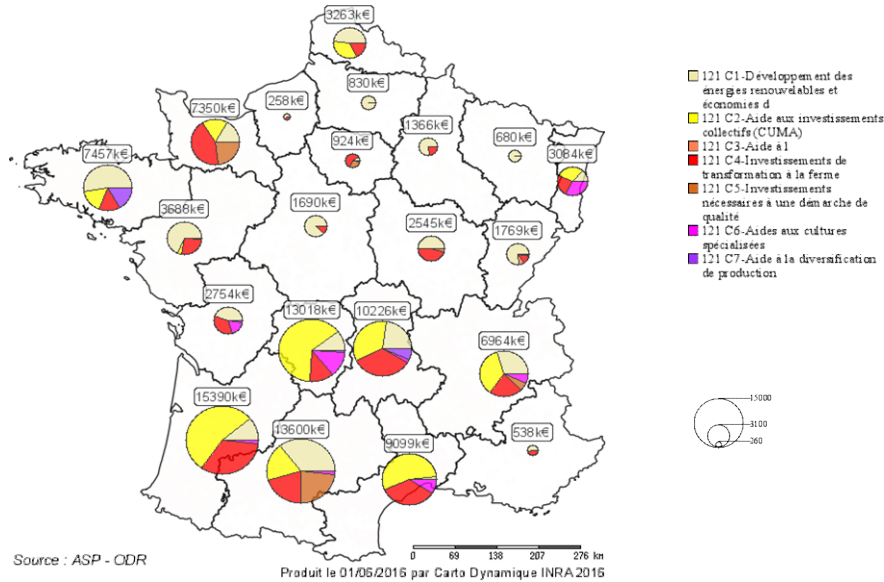 3263k€
830k€
258k€
7350k€
924k€
1366k€
680k€
3084k€
7457k€
3688k€
1690k€
2545k€
1769k€
2754k€
13018k€
10226k€
6964k€
15390k€
13600k€
9099k€
538k€
121 C1-Développement des
énergies renouvelables et
économies d
121 C2-Aide aux investissements
collectifs (CUMA)
121 C3-Aide à l
121 C4-Investissements de
transformation à la ferme
121 C5-Investissements
nécessaires à une démarche de
qualité
121 C6-Aides aux cultures
spécialisées
121 C7-Aide à la diversification
de production
15000
3100
260
0 69 138 207 276 km
Source : ASP - ODR
Produit le 01/06/2016 par Carto Dynamique INRA 2016